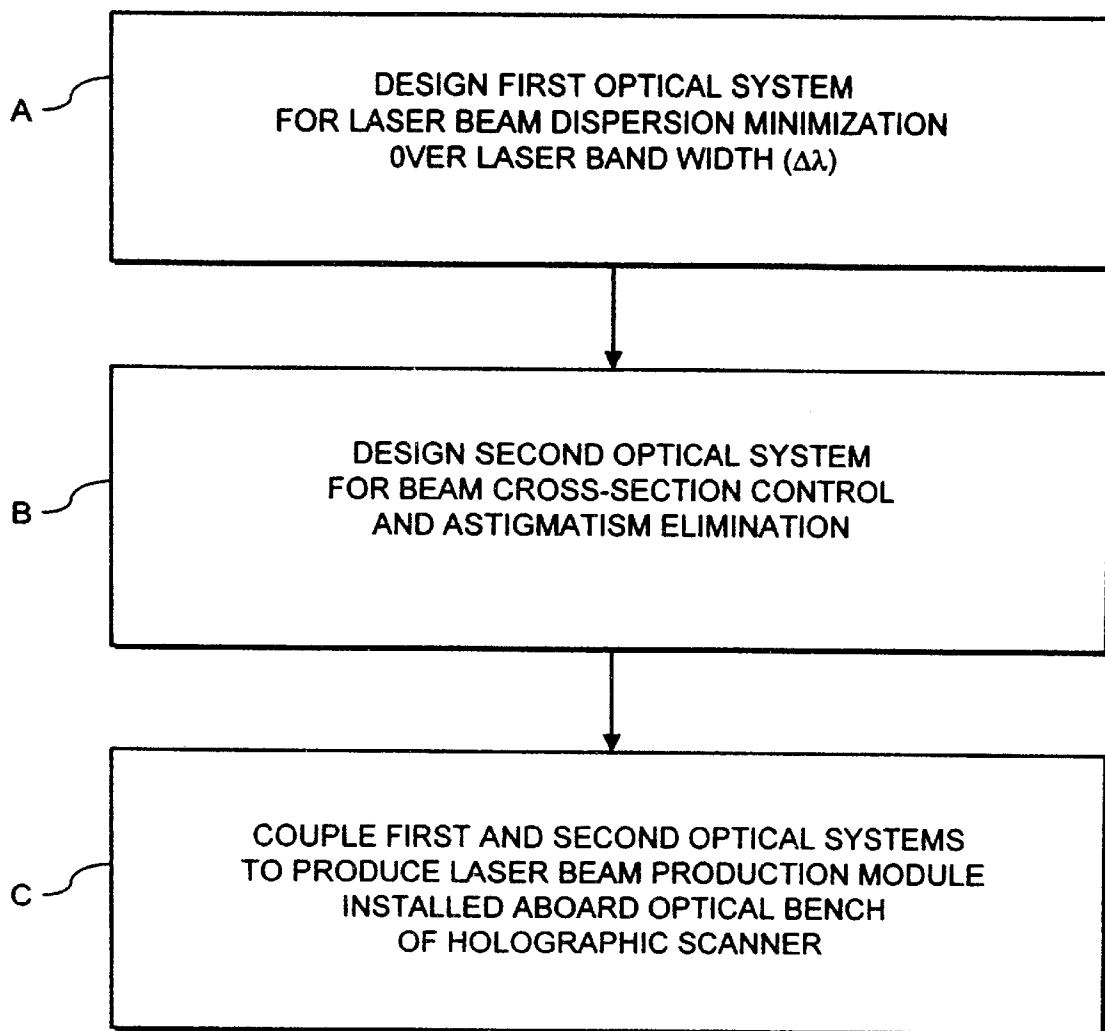 A
DESIGN FIRST OPTICAL SYSTEM
FOR LASER BEAM DISPERSION MINIMIZATION
0VER LASER BAND WIDTH (Δλ)
B
DESIGN SECOND OPTICAL SYSTEM
FOR BEAM CROSS-SECTION CONTROL
AND ASTIGMATISM ELIMINATION
C
COUPLE FIRST AND SECOND OPTICAL SYSTEMS
TO PRODUCE LASER BEAM PRODUCTION MODULE
INSTALLED ABOARD OPTICAL BENCH
OF HOLOGRAPHIC SCANNER